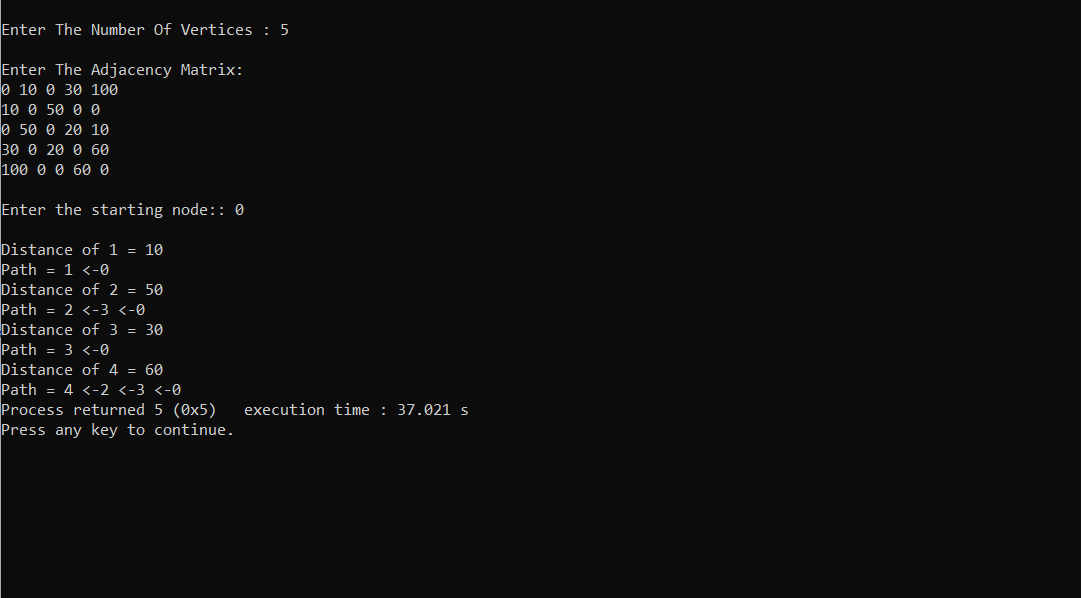 Enter The Number Of Vertices : 5
Enter The Adjacency Matrix:
0 10 0 30 100
10 0 50 0 0
0 50 0 20 10
30 0 20 0 60
100 0 0 60 0
Enter the starting node:: 0
Distance of 1 = 10
Path = 1 <-0
Distance of 2 = 50
Path = 2 <-3 <-0
Distance of 3 = 30
Path = 3 <-0
Distance of 4 = 60
Path = 4 <-2 <-3 <-0
Process returned 5 (0x5)   execution time : 37.021 s
Press any key to continue.